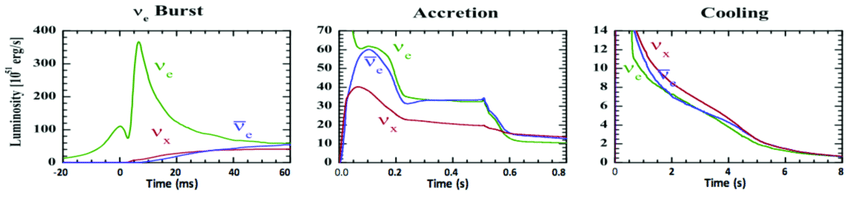 νe Burst
Luminosity [10^51 erg/s]
400
300
200
100
0
-20
0
20
40
60
Time (ms)
νe
νx
ν̅e
Accretion
70
60
50
40
30
20
10
0
0.0
0.2
0.4
0.6
0.8
Time (s)
νe
ν̅e
νx
Cooling
14
12
10
8
6
4
2
0
0
2
4
6
8
Time (s)
νx
νe
ν̅e